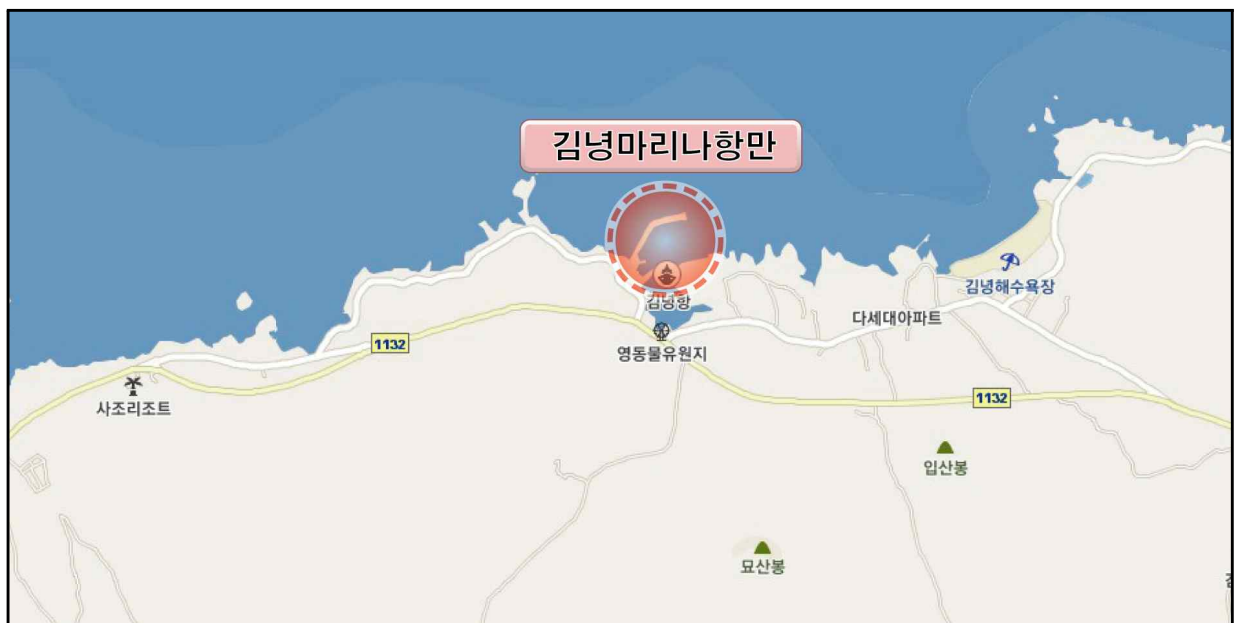 김녕마리나항만
김녕항
김녕해수욕장
다세대아파트
1132
영동물유원지
사조리조트
1132
입산봉
묘산봉